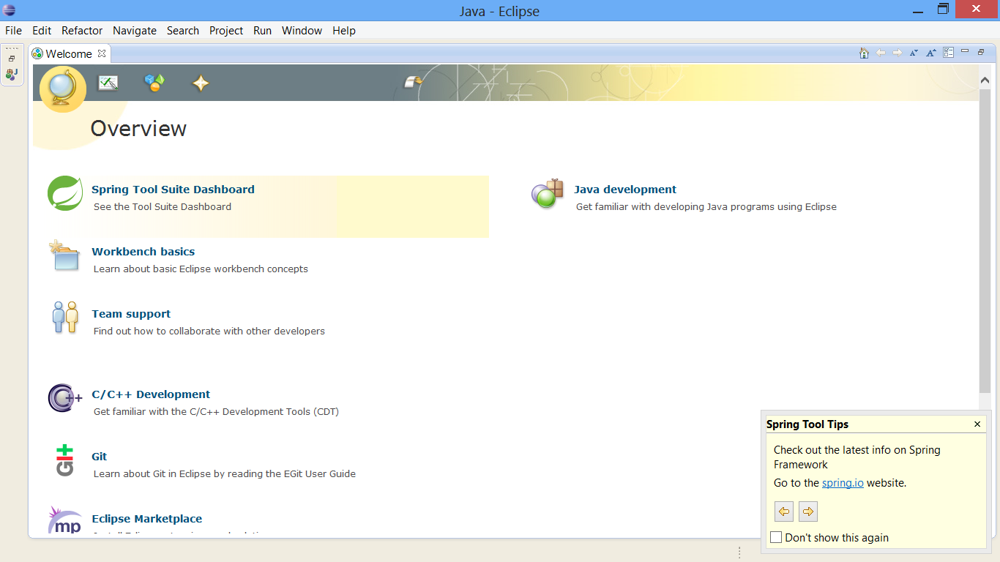 Java - Eclipse
File Edit Refactor Navigate Search Project Run Window Help
Welcome
Overview
Spring Tool Suite Dashboard
See the Tool Suite Dashboard
Java development
Get familiar with developing Java programs using Eclipse
Workbench basics
Learn about basic Eclipse workbench concepts
Team support
Find out how to collaborate with other developers
C/C++ Development
Get familiar with the C/C++ Development Tools (CDT)
Git
Learn about Git in Eclipse by reading the EGit User Guide
Eclipse Marketplace
Spring Tool Tips
Check out the latest info on Spring
Framework
Go to the spring.io website.
Don't show this again